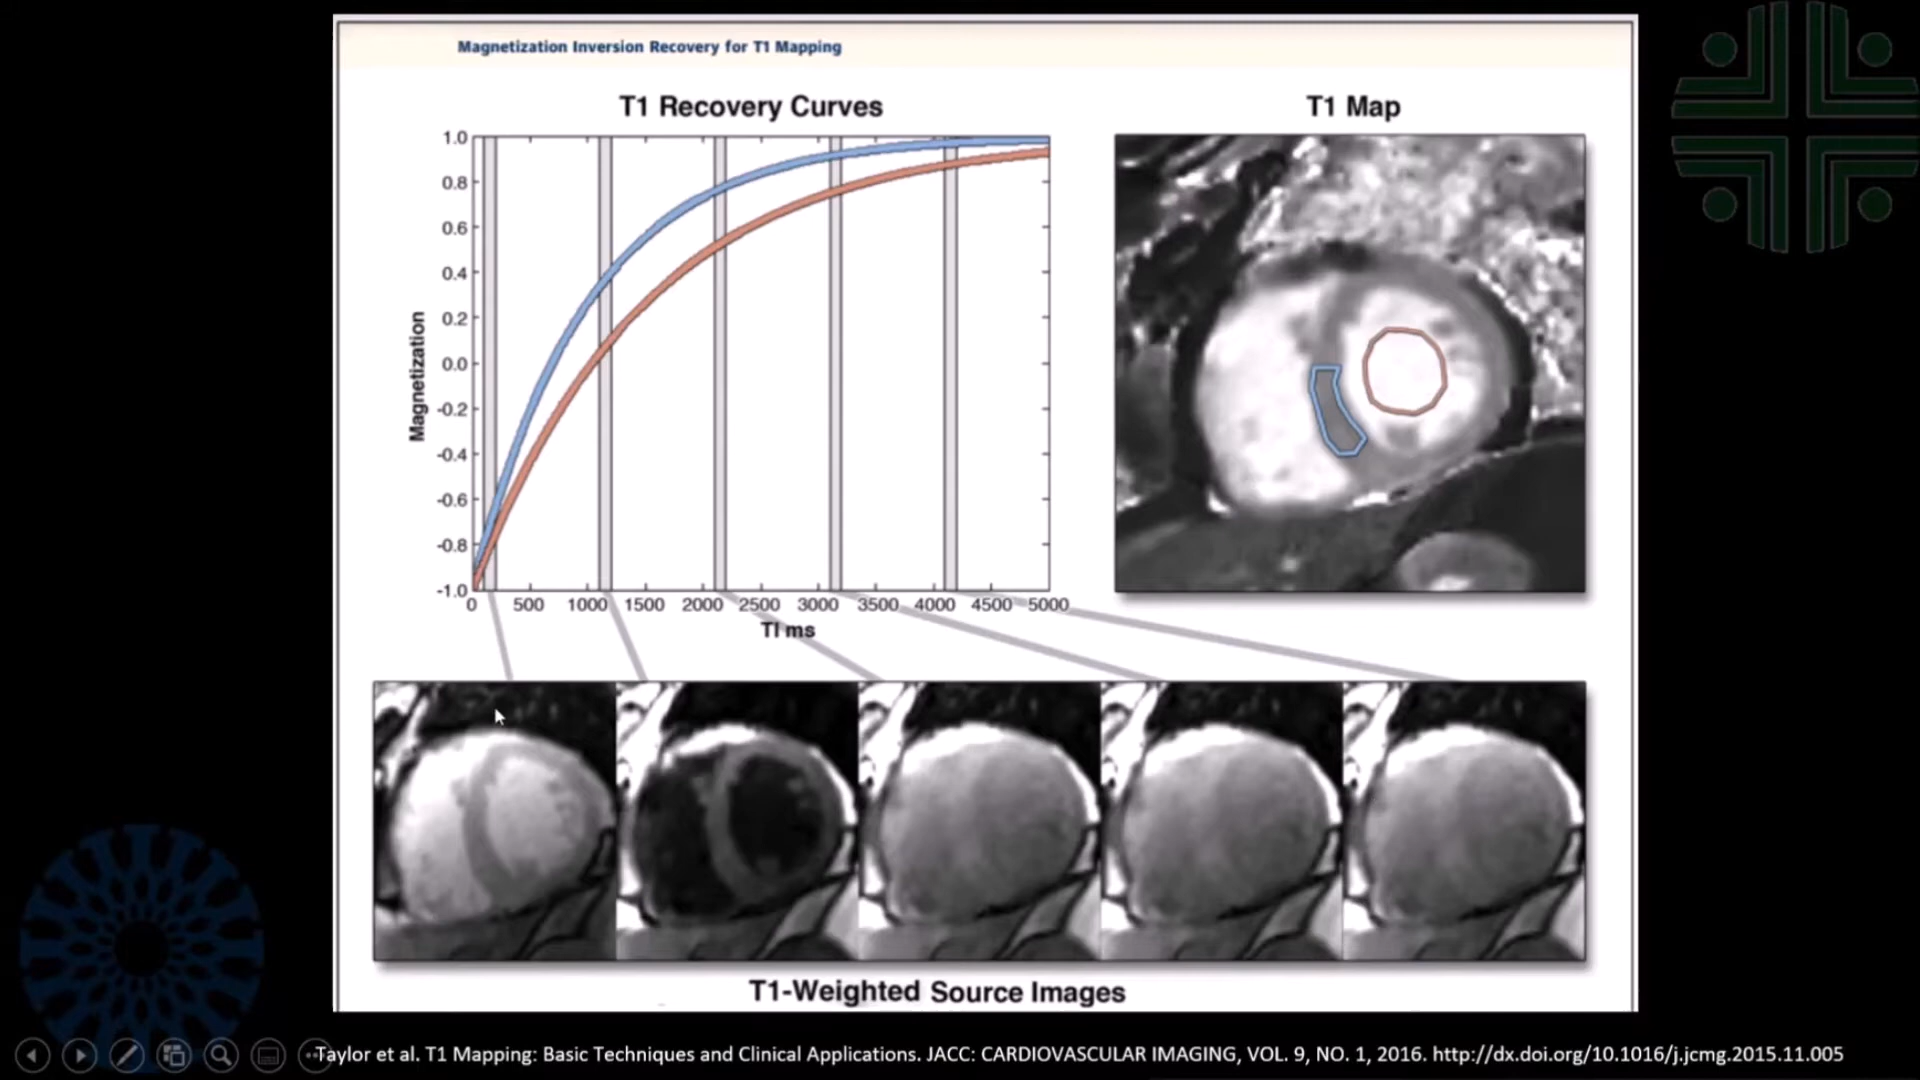 Magnetization Inversion Recovery for T1 Mapping
T1 Recovery Curves
T1 Map
1.0
0.8
0.6
0.4
0.2
0.0
-0.2
-0.4
-0.6
-0.8
-1.0
Magnetization
0 500 1000 1500 2000 2500 3000 3500 4000 4500 5000
TI ms
T1-Weighted Source Images
Taylor et al. T1 Mapping: Basic Techniques and Clinical Applications. JACC: CARDIOVASCULAR IMAGING, VOL. 9, NO. 1, 2016. http://dx.doi.org/10.1016/j.jcmg.2015.11.005